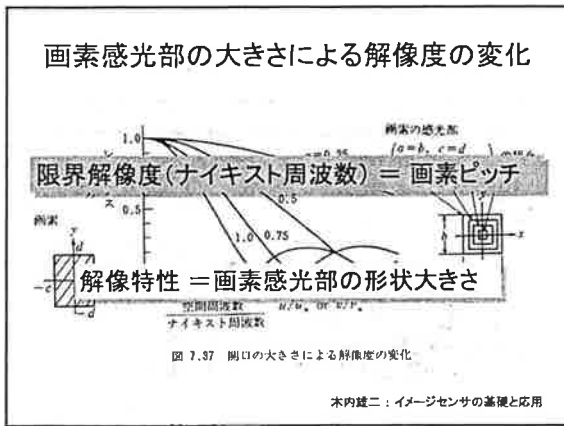 画素感光部の大きさによる解像度の変化
画素の感光部
1.0
(a=b, c=d
限界解像度(ナイキスト周波数) = 画素ピッチ
ス
0.5
0.5
画素
1.0
0.75
y
d
x
解像特性 =画素感光部の形状大きさ
-c
-d
空間周波数
ナイキスト周波数
図 7.37 開口の大きさによる解像度の変化
木内雄二:イメージセンサの基礎と応用